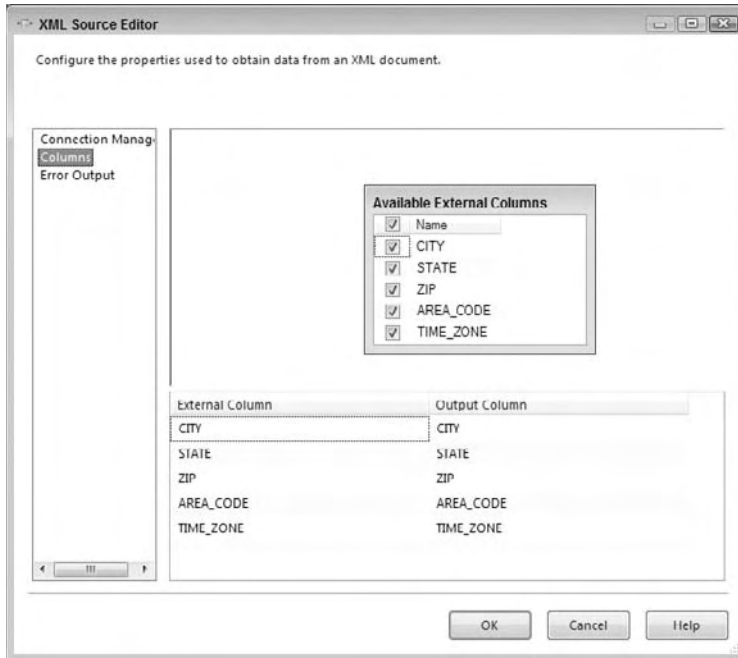 XML Source Editor
Configure the properties used to obtain data from an XML document.
Connection Manag
Columns
Error Output
Available External Columns
Name
CITY
STATE
ZIP
AREA_CODE
TIME_ZONE
External Column Output Column
CITY CITY
STATE STATE
ZIP ZIP
AREA_CODE AREA_CODE
TIME_ZONE TIME_ZONE
OK Cancel Help